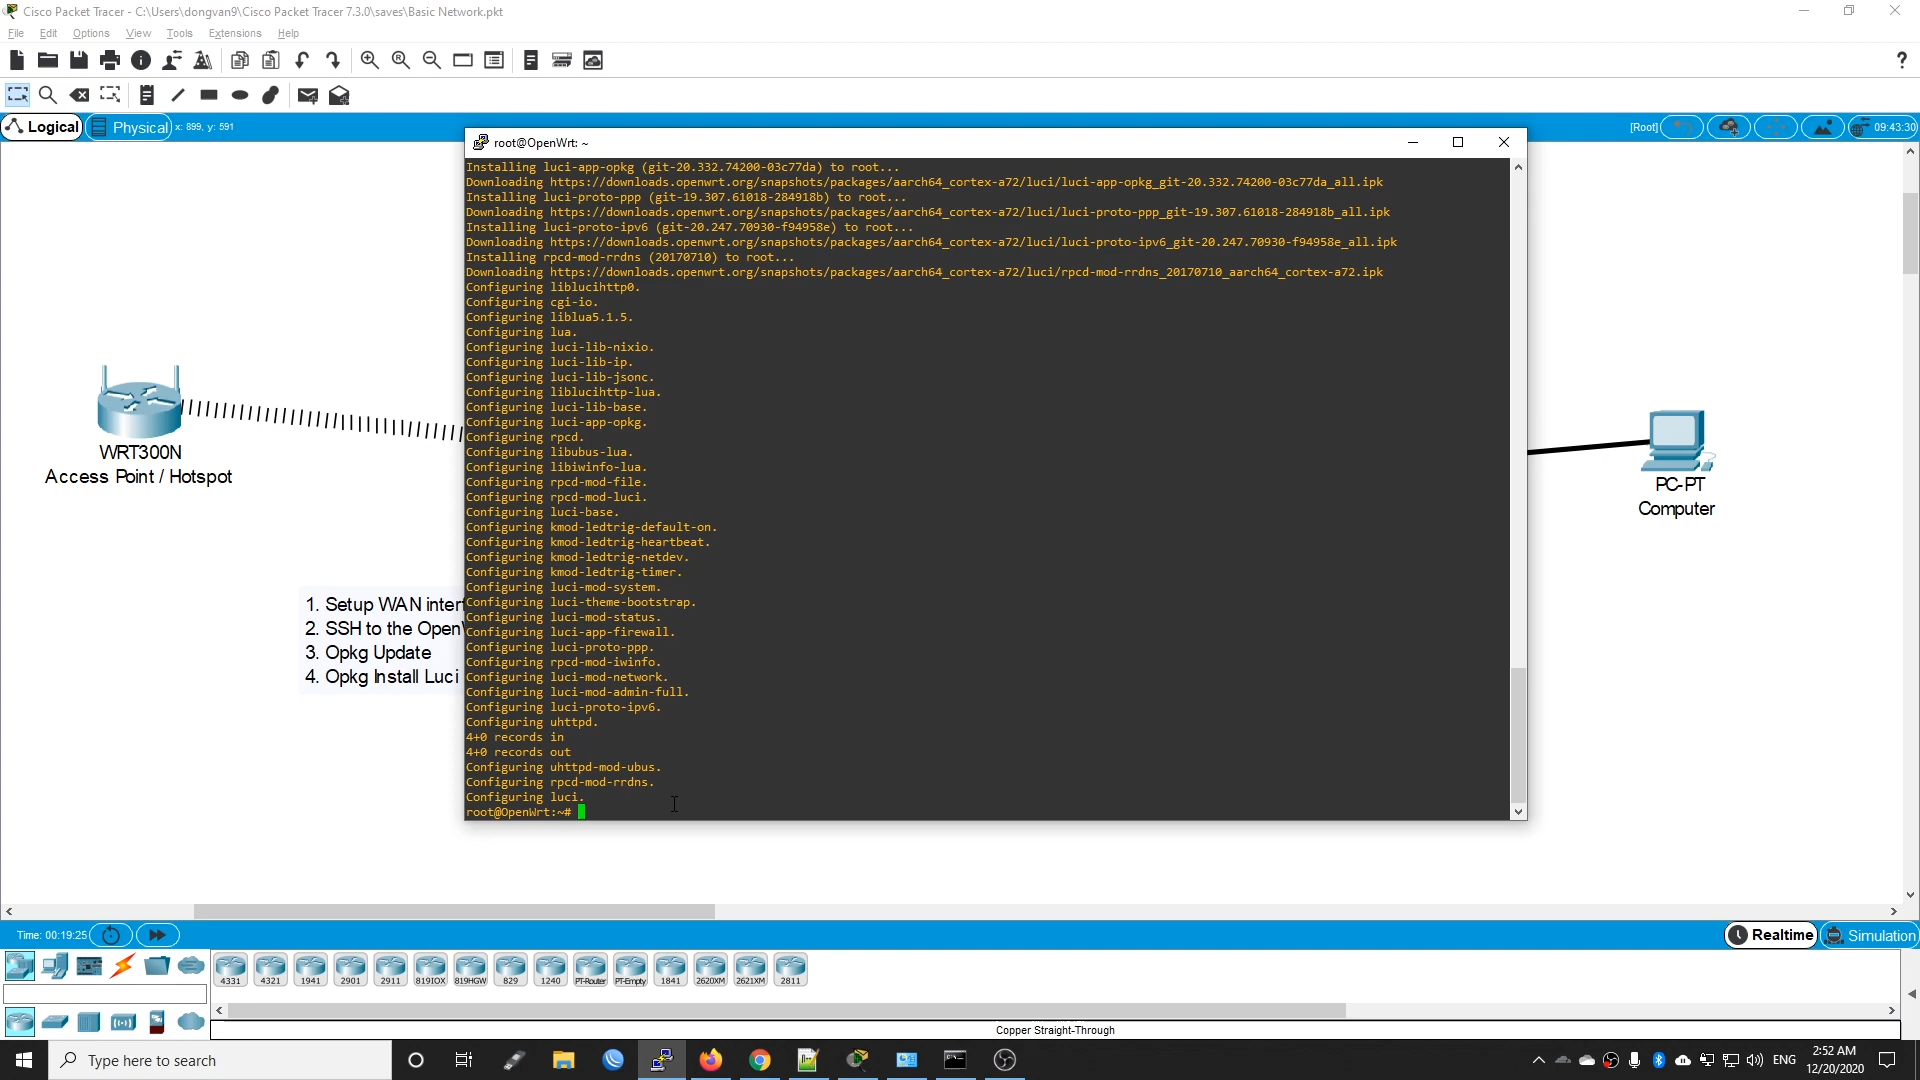 Cisco Packet Tracer - C:\Users\dongvan9\Cisco Packet Tracer 7.3.0\saves\Basic Network.pkt
File Edit Options View Tools Extensions Help
?
Logical Physical x: 899, y: 591 [Root] 09:43:30
root@OpenWrt: ~
Installing luci-app-opkg (git-20.332.74200-03c77da) to root...
Downloading https://downloads.openwrt.org/snapshots/packages/aarch64_cortex-a72/luci/luci-app-opkg_git-20.332.74200-03c77da_all.ipk
Installing luci-proto-ppp (git-19.307.61018-284918b) to root...
Downloading https://downloads.openwrt.org/snapshots/packages/aarch64_cortex-a72/luci/luci-proto-ppp_git-19.307.61018-284918b_all.ipk
Installing luci-proto-ipv6 (git-20.247.70930-f94958e) to root...
Downloading https://downloads.openwrt.org/snapshots/packages/aarch64_cortex-a72/luci/luci-proto-ipv6_git-20.247.70930-f94958e_all.ipk
Installing rpcd-mod-rrdns (20170710) to root...
Downloading https://downloads.openwrt.org/snapshots/packages/aarch64_cortex-a72/luci/rpcd-mod-rrdns_20170710_aarch64_cortex-a72.ipk
Configuring liblucihttp0.
Configuring cgi-io.
Configuring liblua5.1.5.
Configuring lua.
Configuring luci-lib-nixio.
Configuring luci-lib-ip.
Configuring luci-lib-jsonc.
Configuring liblucihttp-lua.
Configuring luci-lib-base.
Configuring luci-app-opkg.
Configuring rpcd.
Configuring libubus-lua.
Configuring libiwinfo-lua.
Configuring rpcd-mod-file.
Configuring rpcd-mod-luci.
Configuring luci-base.
Configuring kmod-ledtrig-default-on.
Configuring kmod-ledtrig-heartbeat.
Configuring kmod-ledtrig-netdev.
Configuring kmod-ledtrig-timer.
Configuring luci-mod-system.
Configuring luci-theme-bootstrap.
Configuring luci-mod-status.
Configuring luci-app-firewall.
Configuring luci-proto-ppp.
Configuring rpcd-mod-iwinfo.
Configuring luci-mod-network.
Configuring luci-mod-admin-full.
Configuring luci-proto-ipv6.
Configuring uhttpd.
4+0 records in
4+0 records out
Configuring uhttpd-mod-ubus.
Configuring rpcd-mod-rrdns.
Configuring luci.
root@OpenWrt:~#
WRT300N
Access Point / Hotspot
PC-PT
Computer
1. Setup WAN inter
2. SSH to the Open
3. Opkg Update
4. Opkg Install Luci
Time: 00:19:25 Realtime Simulation
4331 4321 1941 2901 2911 819IOX 819HGW 829 1240 PT-Router PT-Empty 1841 2620XM 2621XM 2811
Copper Straight-Through
Type here to search
ENG
2:52 AM
12/20/2020